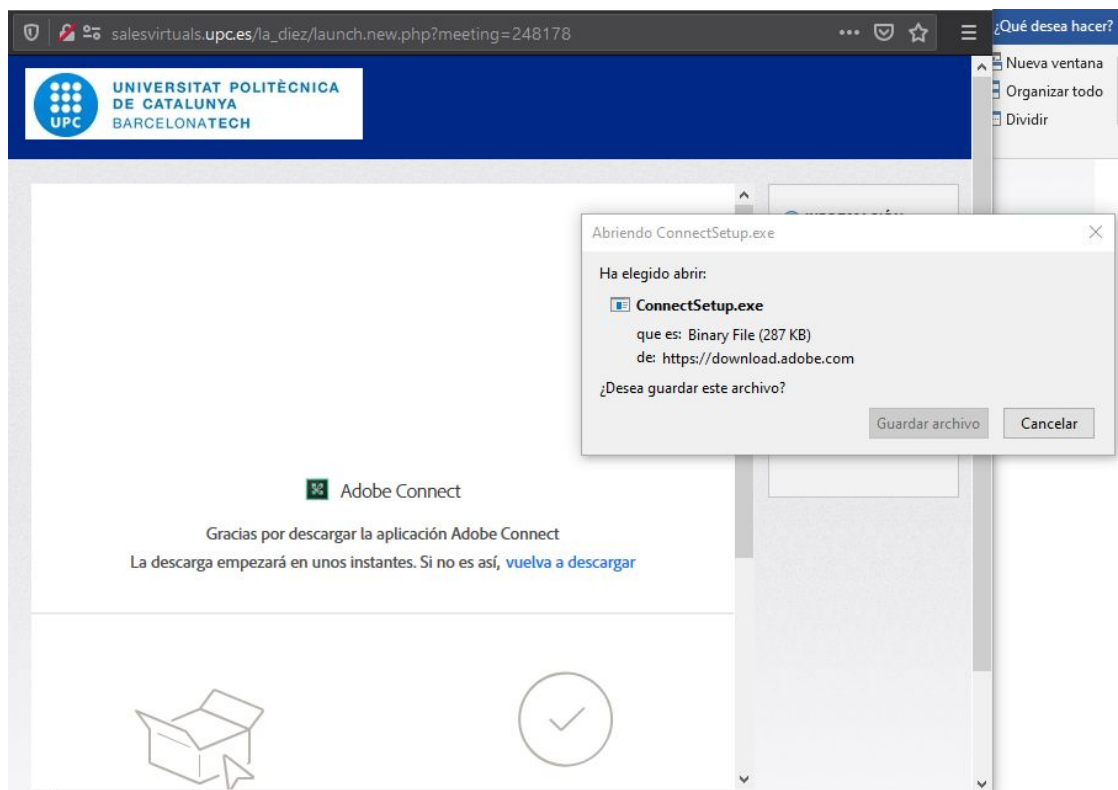 salesvirtuals.upc.es/la_diez/launch.new.php?meeting=248178
¿Qué desea hacer?
Nueva ventana
Organizar todo
Dividir
UPC
UNIVERSITAT POLITÈCNICA
DE CATALUNYA
BARCELONATECH
Abriendo ConnectSetup.exe
Ha elegido abrir:
ConnectSetup.exe
que es: Binary File (287 KB)
de: https://download.adobe.com
¿Desea guardar este archivo?
Guardar archivo
Cancelar
Adobe Connect
Gracias por descargar la aplicación Adobe Connect
La descarga empezará en unos instantes. Si no es así, vuelva a descargar